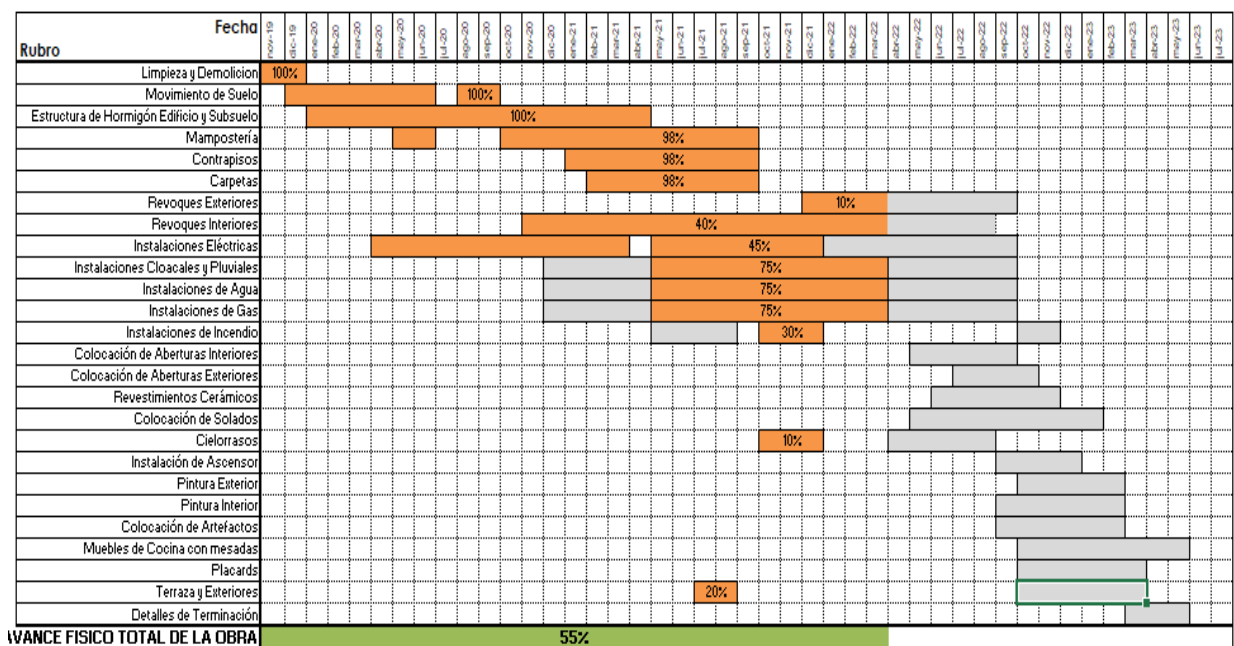 Fecha
Rubro
nov-19 dic-19 ene-20 feb-20 mar-20 abr-20 may-20 jun-20 jul-20 ago-20 sep-20 oct-20 nov-20 dic-20 ene-21 feb-21 mar-21 abr-21 may-21 jun-21 jul-21 ago-21 sep-21 oct-21 nov-21 dic-21 ene-22 feb-22 mar-22 abr-22 may-22 jun-22 jul-22 ago-22 sep-22 oct-22 nov-22 dic-22 ene-23 feb-23 mar-23 abr-23 may-23 jun-23 jul-23
Limpieza y Demolicion 100%
Movimiento de Suelo 100%
Estructura de Hormigón Edificio y Subsuelo 100%
Mampostería 98%
Contrapisos 98%
Carpetas 98%
Revoques Exteriores 10%
Revoques Interiores 40%
Instalaciones Eléctricas 45%
Instalaciones Cloacales y Pluviales 75%
Instalaciones de Agua 75%
Instalaciones de Gas 75%
Instalaciones de Incendio 30%
Colocación de Aberturas Interiores
Colocación de Aberturas Exteriores
Revestimientos Cerámicos
Colocación de Solados
Cielorrasos 10%
Instalación de Ascensor
Pintura Exterior
Pintura Interior
Colocación de Artefactos
Muebles de Cocina con mesadas
Placards
Terraza y Exteriores 20%
Detalles de Terminación
AVANCE FISICO TOTAL DE LA OBRA 55%